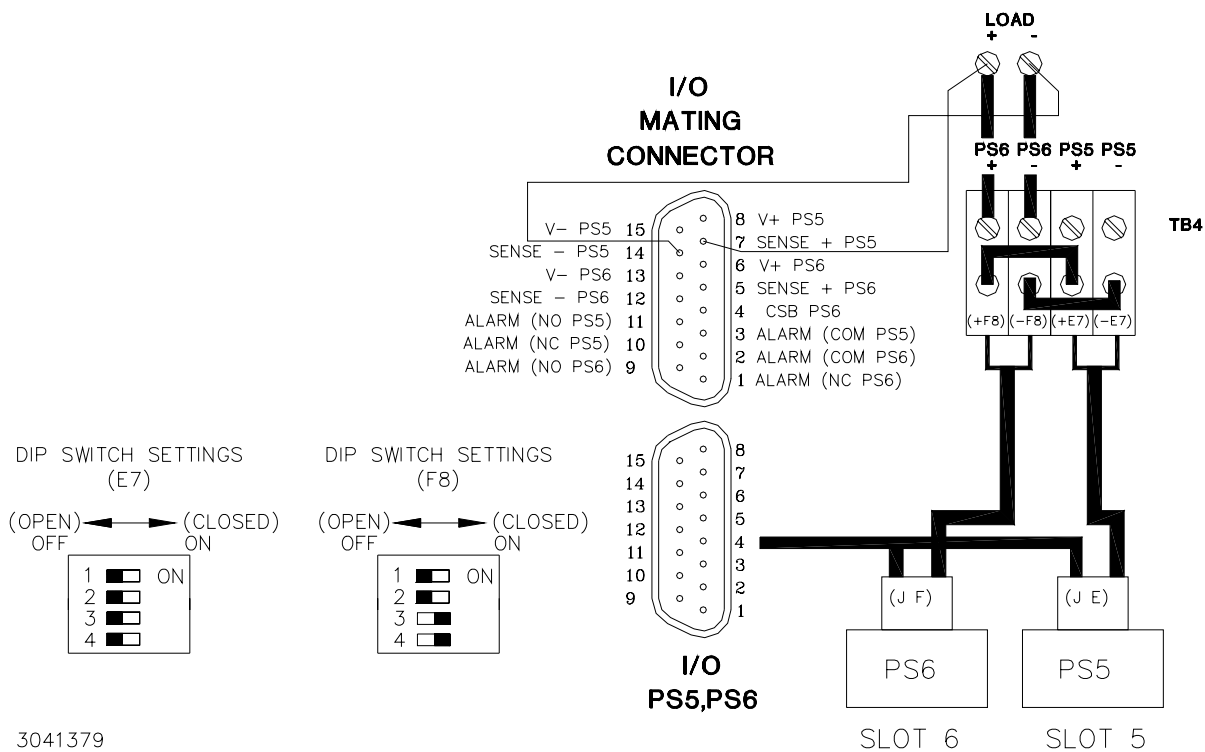 LOAD
+ -
I/O
MATING
CONNECTOR
PS6 PS6 PS5 PS5
+ - + -
TB4
V- PS5 15
SENSE - PS5 14
V- PS6 13
SENSE - PS6 12
ALARM (NO PS5) 11
ALARM (NC PS5) 10
ALARM (NO PS6) 9
8 V+ PS5
7 SENSE + PS5
6 V+ PS6
5 SENSE + PS6
4 CSB PS6
3 ALARM (COM PS5)
2 ALARM (COM PS6)
1 ALARM (NC PS6)
(+F8) (-F8) (+E7) (-E7)
DIP SWITCH SETTINGS
(E7)
(OPEN) (CLOSED)
OFF ON
1 ON
2
3
4
DIP SWITCH SETTINGS
(F8)
(OPEN) (CLOSED)
OFF ON
1 ON
2
3
4
15
14
13
12
11
10
9
8
7
6
5
4
3
2
1
I/O
PS5,PS6
(J F)
PS6
SLOT 6
(J E)
PS5
SLOT 5
3041379